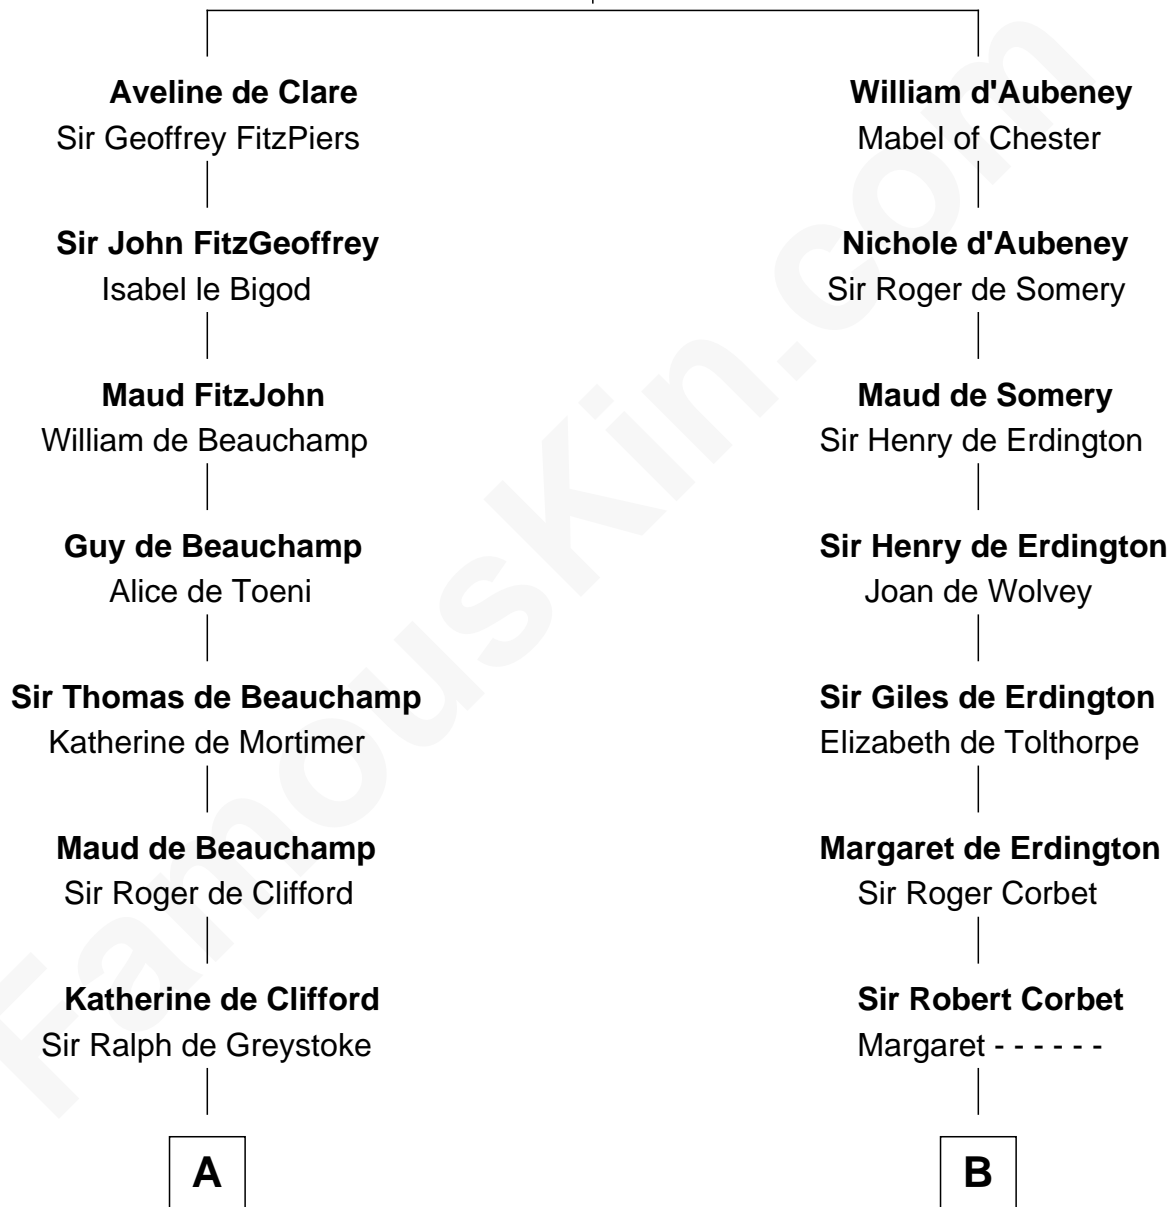 Aveline de Clare
Sir Geoffrey FitzPiers
Sir John FitzGeoffrey
Isabel le Bigod
Maud FitzJohn
William de Beauchamp
Guy de Beauchamp
Alice de Toeni
Sir Thomas de Beauchamp
Katherine de Mortimer
Maud de Beauchamp
Sir Roger de Clifford
Katherine de Clifford
Sir Ralph de Greystoke
A
William d'Aubeney
Mabel of Chester
Nichole d'Aubeney
Sir Roger de Somery
Maud de Somery
Sir Henry de Erdington
Sir Henry de Erdington
Joan de Wolvey
Sir Giles de Erdington
Elizabeth de Tolthorpe
Margaret de Erdington
Sir Roger Corbet
Sir Robert Corbet
Margaret - - - - - -
B
FamousKin.com